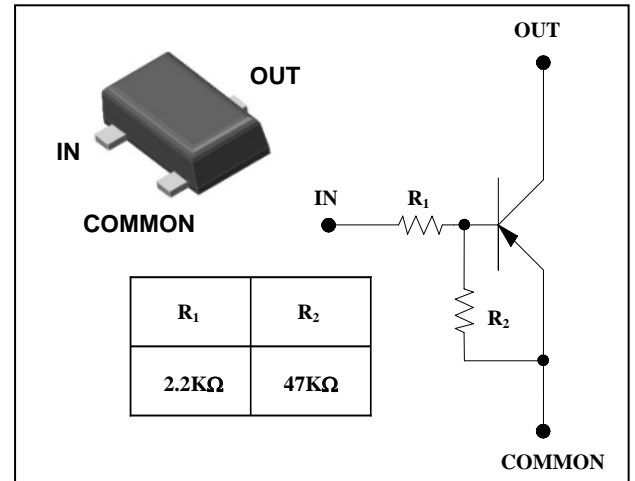 OUT
OUT
IN
COMMON
IN
R₁
R₂
R₁ R₂
2.2KΩ 47KΩ
COMMON